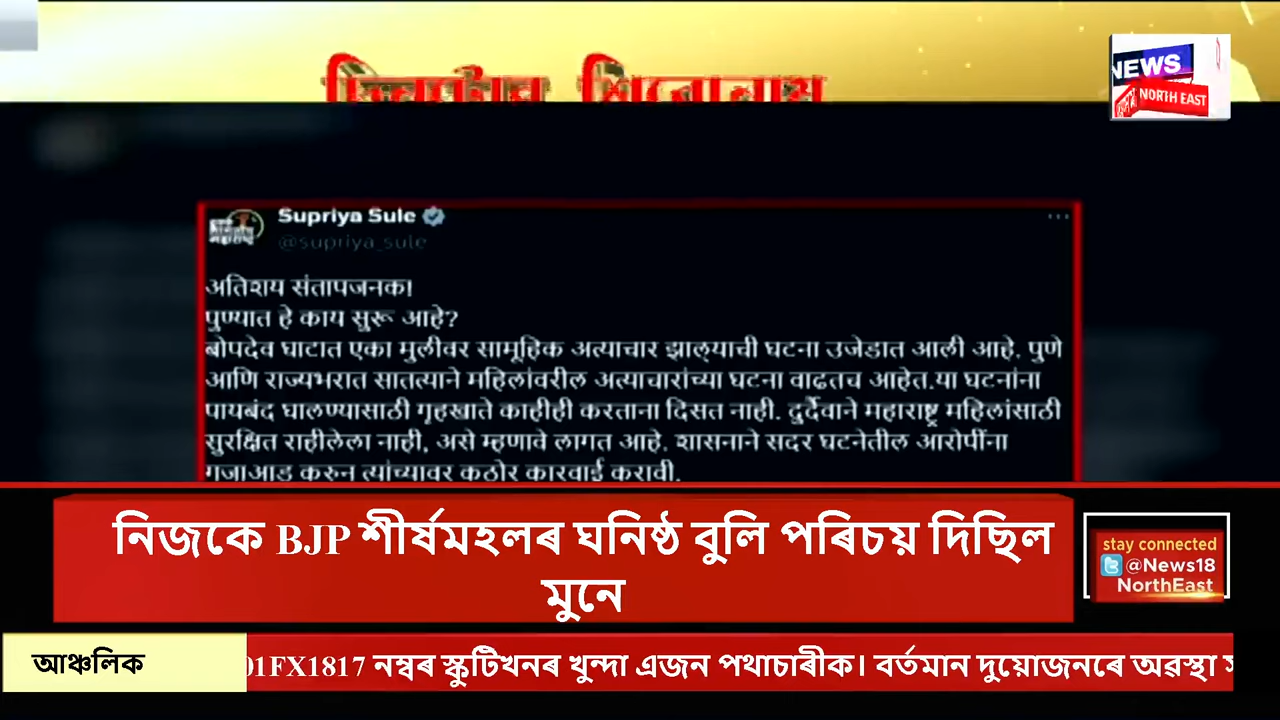 NEWS
NORTH EAST
Supriya Sule
@supriya_sule
अतिशय संतापजनक!
पुण्यात हे काय सुरू आहे?
बोपदेव घाटात एका मुलीवर सामूहिक अत्याचार झाल्याची घटना उजेडात आली आहे. पुणे
आणि राज्यभरात सातत्याने महिलांवरील अत्याचारांच्या घटना वाढतच आहेत.या घटनांना
पायबंद घालण्यासाठी गृहखाते काहीही करताना दिसत नाही. दुर्दैवाने महाराष्ट्र महिलांसाठी
सुरक्षित राहीलेला नाही, असे म्हणावे लागत आहे. शासनाने सदर घटनेतील आरोपींना
गजाआड करुन त्यांच्यावर कठोर कारवाई करावी.
নিজকে BJP শীৰ্ষমহলৰ ঘনিষ্ঠ বুলি পৰিচয় দিছিল
মুনে
stay connected
@News18
NorthEast
আঞ্চলিক
01FX1817 নম্বৰ স্কুটিখনৰ খুন্দা এজন পথাচাৰীক। বৰ্তমান দুয়োজনৰে অৱস্থা